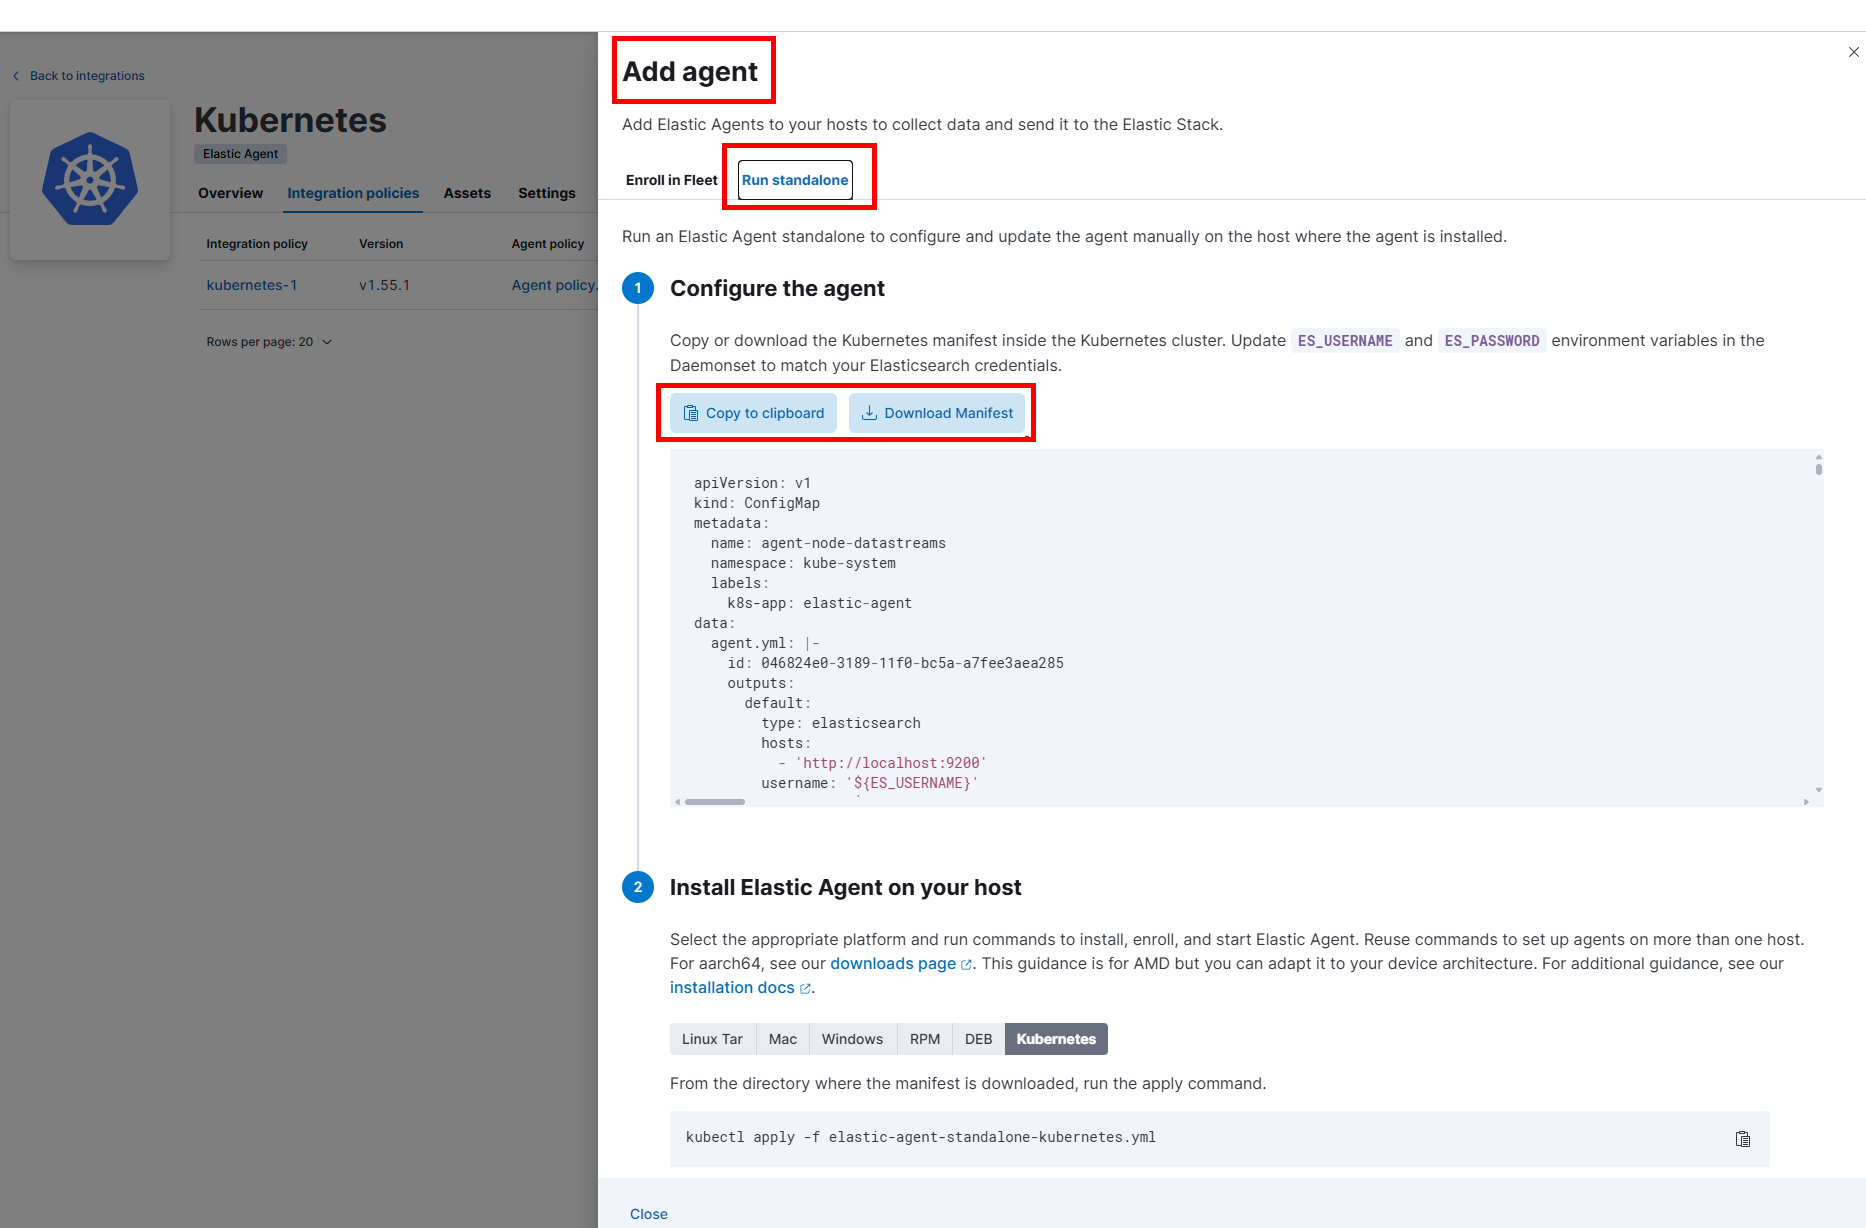 Back to integrations
Kubernetes
Elastic Agent
Overview Integration policies Assets Settings
Integration policy Version Agent policy
kubernetes-1 v1.55.1 Agent policy.
Rows per page: 20
Add agent
Add Elastic Agents to your hosts to collect data and send it to the Elastic Stack.
Enroll in Fleet Run standalone
Run an Elastic Agent standalone to configure and update the agent manually on the host where the agent is installed.
1 Configure the agent
Copy or download the Kubernetes manifest inside the Kubernetes cluster. Update ES_USERNAME and ES_PASSWORD environment variables in the
Daemonset to match your Elasticsearch credentials.
Copy to clipboard Download Manifest
apiVersion: v1
kind: ConfigMap
metadata:
  name: agent-node-datastreams
  namespace: kube-system
  labels:
    k8s-app: elastic-agent
data:
  agent.yml: |-
    id: 046824e0-3189-11f0-bc5a-a7fee3aea285
    outputs:
      default:
        type: elasticsearch
        hosts:
          - 'http://localhost:9200'
        username: '${ES_USERNAME}'
2 Install Elastic Agent on your host
Select the appropriate platform and run commands to install, enroll, and start Elastic Agent. Reuse commands to set up agents on more than one host.
For aarch64, see our downloads page. This guidance is for AMD but you can adapt it to your device architecture. For additional guidance, see our
installation docs.
Linux Tar Mac Windows RPM DEB Kubernetes
From the directory where the manifest is downloaded, run the apply command.
kubectl apply -f elastic-agent-standalone-kubernetes.yml
Close